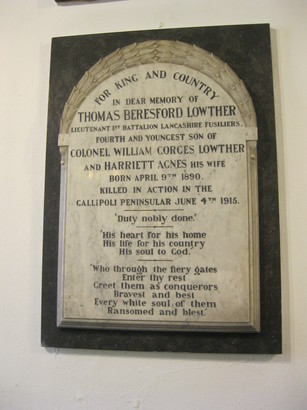 FOR KING AND COUNTRY
IN DEAR MEMORY OF
THOMAS BERESFORD LOWTHER
LIEUTENANT 1ST BATTALION LANCASHIRE FUSILIERS.
FOURTH AND YOUNGEST SON OF
COLONEL WILLIAM GORGES LOWTHER
AND HARRIETT AGNES HIS WIFE
BORN APRIL 9TH 1890.
KILLED IN ACTION IN THE
GALLIPOLI PENINSULAR JUNE 4TH 1915.
'Duty nobly done.'
'His heart for his home
His life for his country
His soul to God.'
'Who through the fiery gates
Enter thy rest
Greet them as conquerors
Bravest and best
Every white soul of them
Ransomed and blest.'